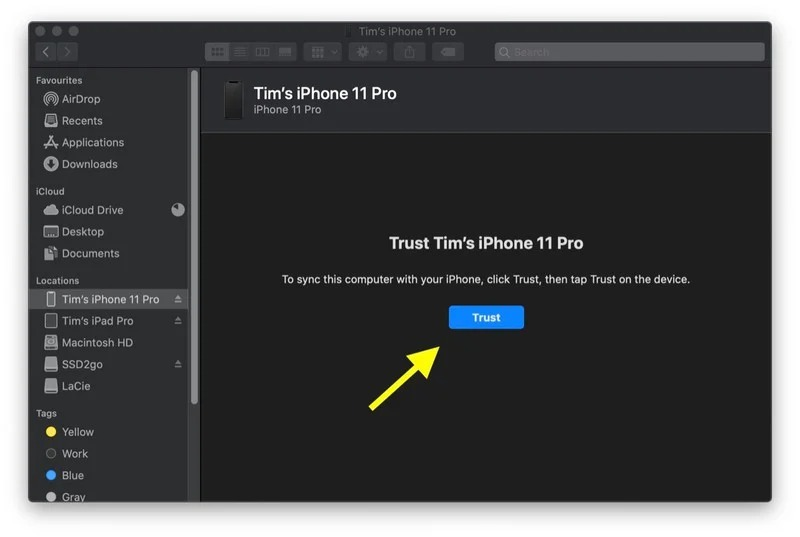 Tim's iPhone 11 Pro
Search
Favourites
AirDrop
Recents
Applications
Downloads
iCloud
iCloud Drive
Desktop
Documents
Locations
Tim's iPhone 11 Pro
Tim's iPad Pro
Macintosh HD
SSD2go
LaCie
Tags
Yellow
Work
Blue
Gray
Tim's iPhone 11 Pro
iPhone 11 Pro
Trust Tim's iPhone 11 Pro
To sync this computer with your iPhone, click Trust, then tap Trust on the device.
Trust